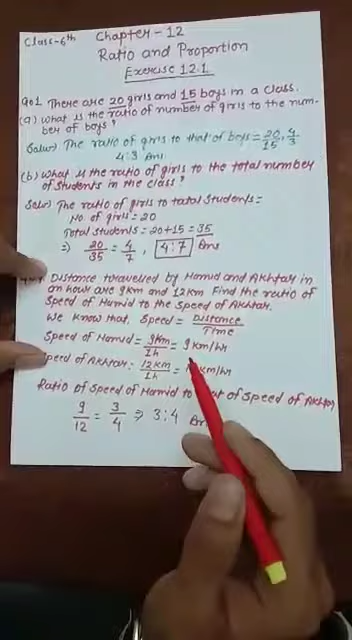 Class-6th Chapter-12
Ratio and Proportion
Exercise 12.1
Qo1 There are 20 girls and 15 boys in a class.
(a) What is the ratio of number of girls to the num-
ber of boys?
Solun) The ratio of girls to that of boys = 20/15, 4/3
4:3 Ans
(b) What is the ratio of girls to the total number
of Students in the class?
Solun) The ratio of girls to total Students =
No. of girls = 20
Total Students = 20+15 = 35
⇒ 20/35 = 4/7, 4:7 Ans
Distance travelled by Hamid and Akhtar in
an hour are 9km and 12km Find the ratio of
Speed of Hamid to the Speed of Akhtar.
We know that, Speed = Distance/Time
Speed of Hamid = 9km/1h = 9km/hr
Speed of Akhtar: 12km/1h = km/hr
Ratio of Speed of Hamid to of Speed of Akhtar
9/12 = 3/4 ⇒ 3:4 Ans